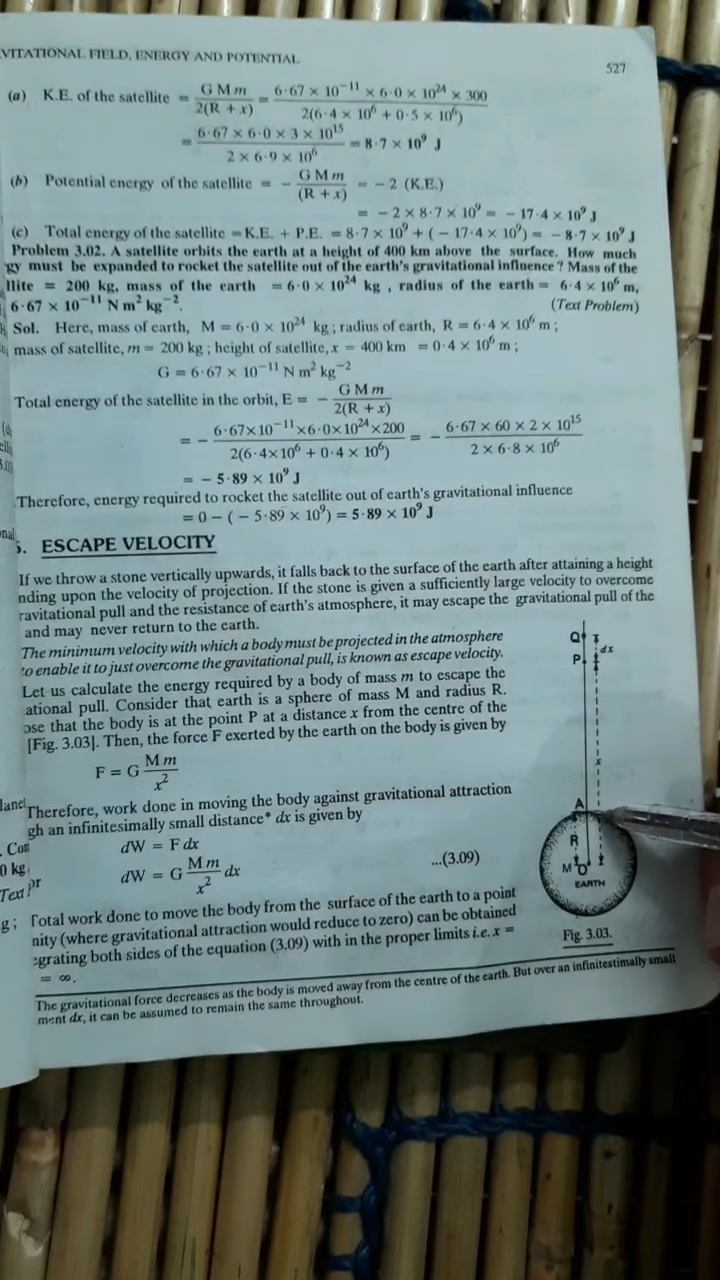 VITATIONAL FIELD, ENERGY AND POTENTIAL
527
(a) K.E. of the satellite = G M m / 2(R + x) = 6·67 × 10⁻¹¹ × 6·0 × 10²⁴ × 300 / 2(6·4 × 10⁶ + 0·5 × 10⁶)
= 6·67 × 6·0 × 3 × 10¹⁵ / 2 × 6·9 × 10⁶ = 8·7 × 10⁹ J
(b) Potential energy of the satellite = − G M m / (R + x) = − 2 (K.E.)
= − 2 × 8·7 × 10⁹ = − 17·4 × 10⁹ J
(c) Total energy of the satellite = K.E. + P.E. = 8·7 × 10⁹ + (− 17·4 × 10⁹) = − 8·7 × 10⁹ J
Problem 3.02. A satellite orbits the earth at a height of 400 km above the surface. How much
gy must be expanded to rocket the satellite out of the earth's gravitational influence ? Mass of the
llite = 200 kg, mass of the earth = 6·0 × 10²⁴ kg , radius of the earth = 6·4 × 10⁶ m,
6·67 × 10⁻¹¹ N m² kg⁻².
(Text Problem)
Sol. Here, mass of earth, M = 6·0 × 10²⁴ kg ; radius of earth, R = 6·4 × 10⁶ m ;
mass of satellite, m = 200 kg ; height of satellite, x = 400 km = 0·4 × 10⁶ m ;
G = 6·67 × 10⁻¹¹ N m² kg⁻²
Total energy of the satellite in the orbit, E = − G M m / 2(R + x)
= − 6·67×10⁻¹¹×6·0×10²⁴×200 / 2(6·4×10⁶ + 0·4 × 10⁶) = − 6·67 × 60 × 2 × 10¹⁵ / 2 × 6·8 × 10⁶
= − 5·89 × 10⁹ J
Therefore, energy required to rocket the satellite out of earth's gravitational influence
= 0 − (− 5·89 × 10⁹) = 5·89 × 10⁹ J
5. ESCAPE VELOCITY
If we throw a stone vertically upwards, it falls back to the surface of the earth after attaining a height
nding upon the velocity of projection. If the stone is given a sufficiently large velocity to overcome
ravitational pull and the resistance of earth's atmosphere, it may escape the gravitational pull of the
and may never return to the earth.
The minimum velocity with which a body must be projected in the atmosphere
to enable it to just overcome the gravitational pull, is known as escape velocity.
Let us calculate the energy required by a body of mass m to escape the
ational pull. Consider that earth is a sphere of mass M and radius R.
ose that the body is at the point P at a distance x from the centre of the
[Fig. 3.03]. Then, the force F exerted by the earth on the body is given by
F = G M m / x²
Therefore, work done in moving the body against gravitational attraction
gh an infinitesimally small distance* dx is given by
dW = F dx
dW = G M m / x² dx ...(3.09)
Total work done to move the body from the surface of the earth to a point
nity (where gravitational attraction would reduce to zero) can be obtained
egrating both sides of the equation (3.09) with in the proper limits i.e. x =
= ∞.
Q
P
dx
x
A
R
M
O
EARTH
Fig. 3.03.
The gravitational force decreases as the body is moved away from the centre of the earth. But over an infinitestimally small
ment dx, it can be assumed to remain the same throughout.
lanet
. Con
0 kg
Text Pr
g ;